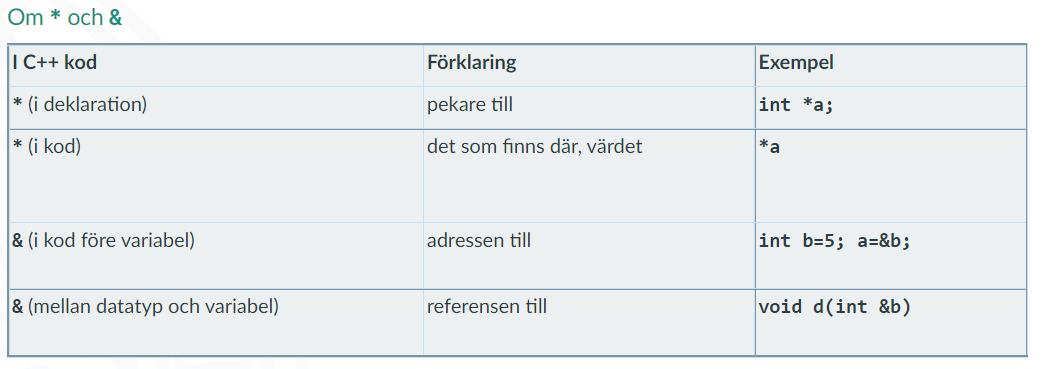 Om * och &
I C++ kod Förklaring Exempel
* (i deklaration) pekare till int *a;
* (i kod) det som finns där, värdet *a
& (i kod före variabel) adressen till int b=5; a=&b;
& (mellan datatyp och variabel) referensen till void d(int &b)